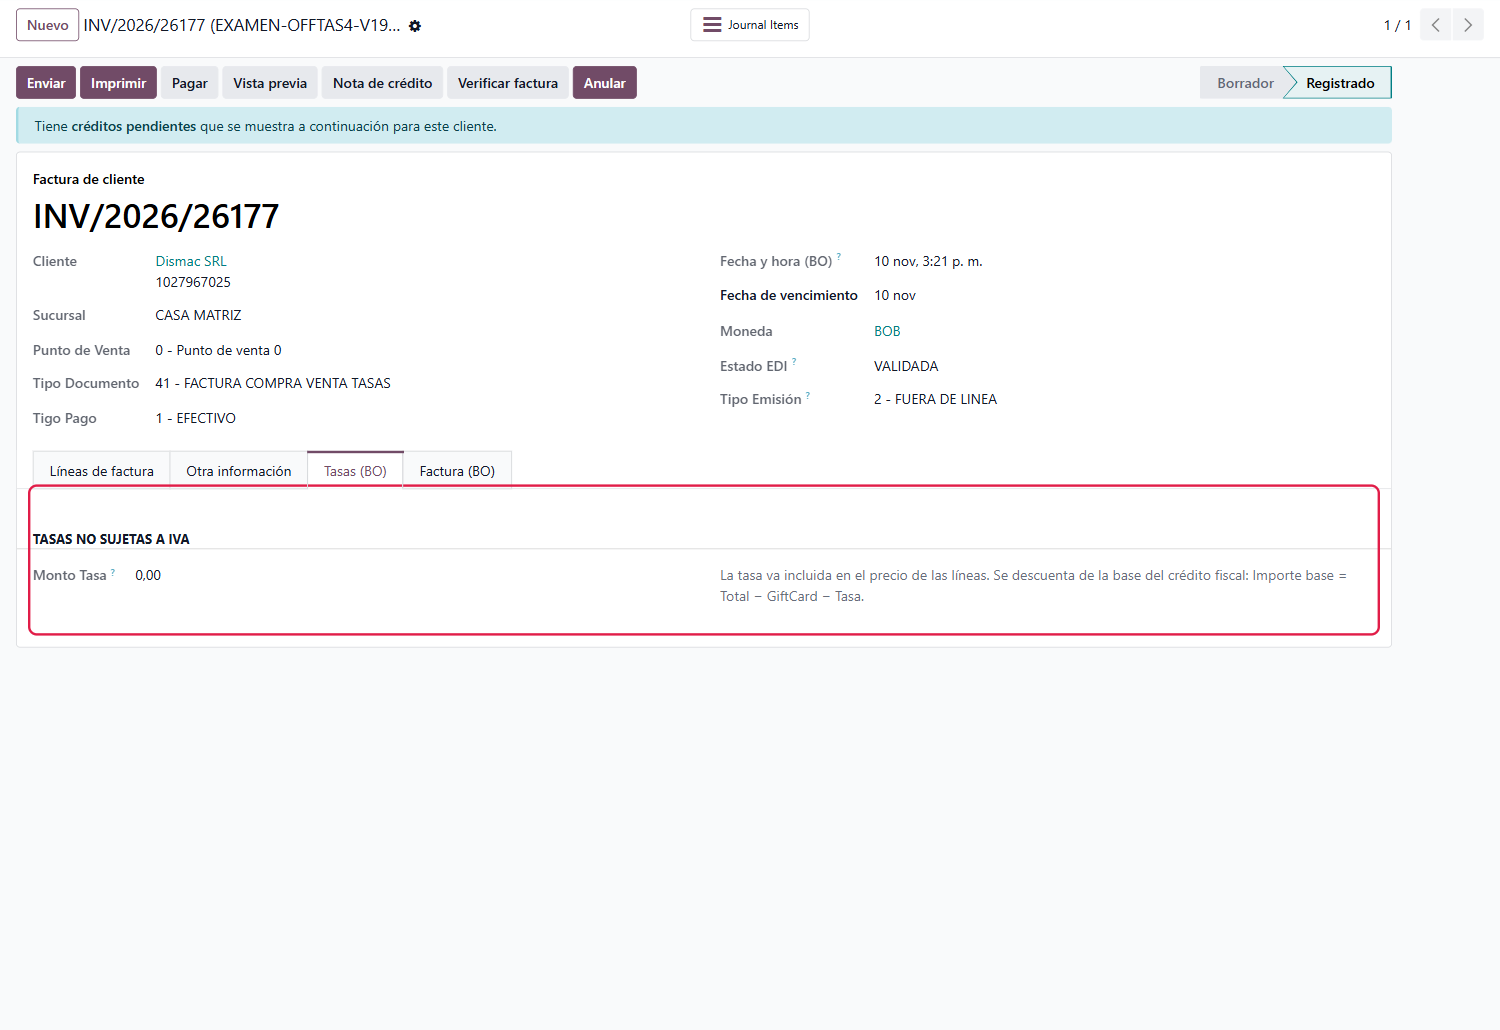 Nuevo INV/2026/26177 (EXAMEN-OFFTAS4-V19... Journal Items 1 / 1
Enviar Imprimir Pagar Vista previa Nota de crédito Verificar factura Anular Borrador Registrado
Tiene créditos pendientes que se muestra a continuación para este cliente.
Factura de cliente
INV/2026/26177
Cliente Dismac SRL
1027967025
Sucursal CASA MATRIZ
Punto de Venta 0 - Punto de venta 0
Tipo Documento 41 - FACTURA COMPRA VENTA TASAS
Tigo Pago 1 - EFECTIVO
Fecha y hora (BO) ? 10 nov, 3:21 p. m.
Fecha de vencimiento 10 nov
Moneda BOB
Estado EDI ? VALIDADA
Tipo Emisión ? 2 - FUERA DE LINEA
Líneas de factura Otra información Tasas (BO) Factura (BO)
TASAS NO SUJETAS A IVA
Monto Tasa ? 0,00
La tasa va incluida en el precio de las líneas. Se descuenta de la base del crédito fiscal: Importe base =
Total − GiftCard − Tasa.